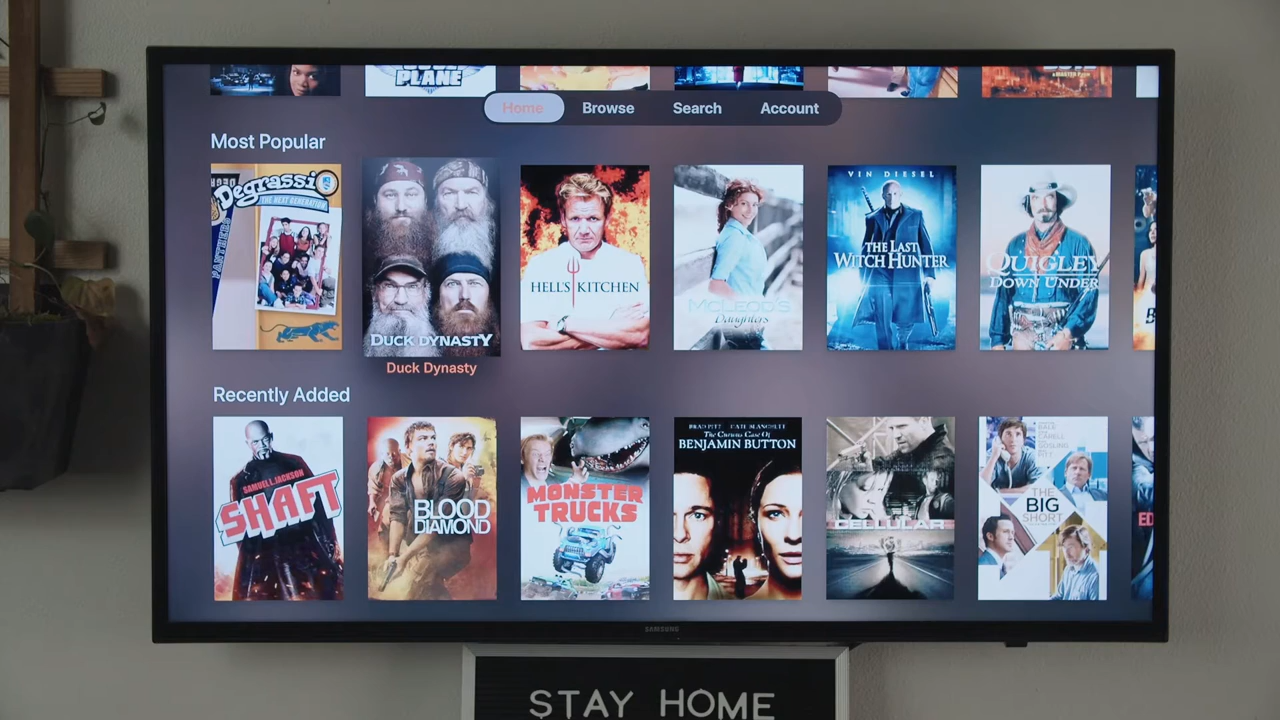 PLANE
Home Browse Search Account
Most Popular
Degrassi
THE NEXT GENERATION
PANTHERS
DUCK DYNASTY
HELL'S KITCHEN
McLEOD'S
Daughters
VIN DIESEL
THE LAST
WITCH HUNTER
QUIGLEY
DOWN UNDER
Duck Dynasty
Recently Added
SAMUEL L. JACKSON
SHAFT
BLOOD
DIAMOND
MONSTER
TRUCKS
BRAD PITT CATE BLANCHETT
The Curious Case Of
BENJAMIN BUTTON
CELLULAR
BALE
CARELL
GOSLING
PITT
THE
BIG
SHORT
ED
SAMSUNG
STAY HOME